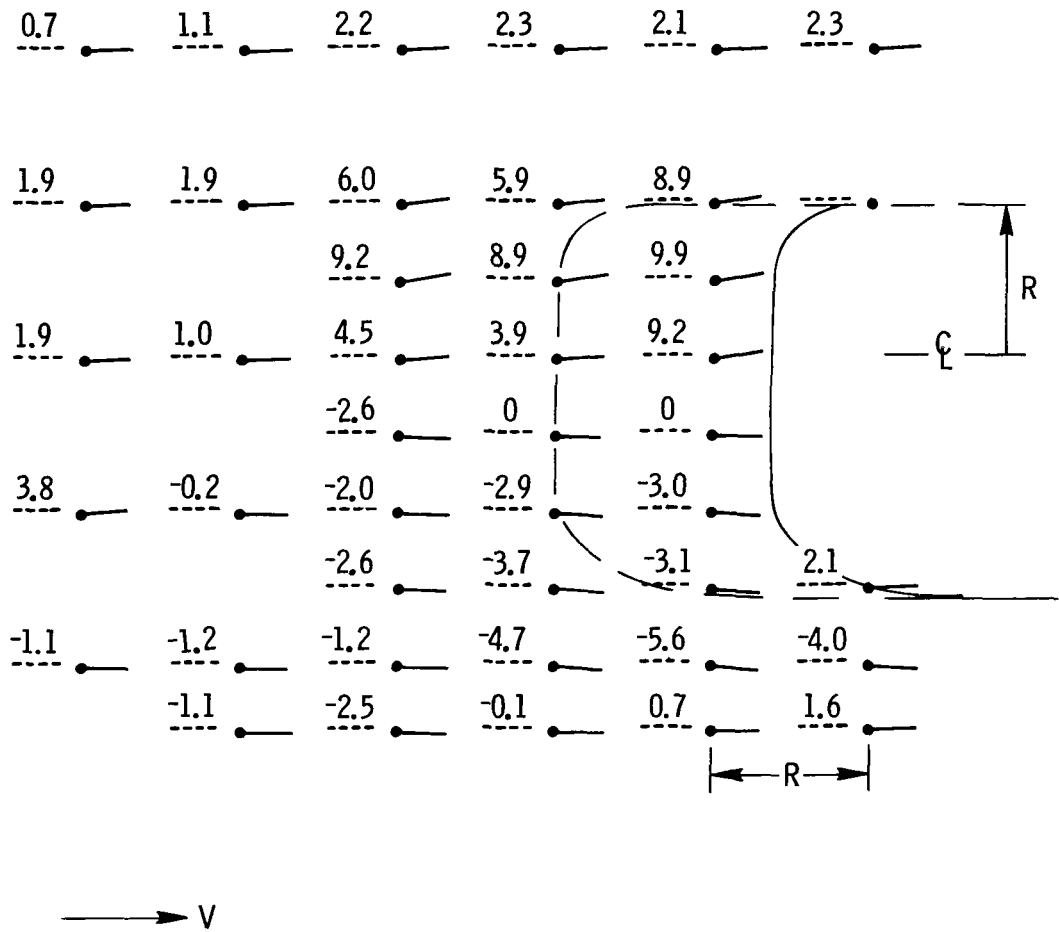 0.7 1.1 2.2 2.3 2.1 2.3
1.9 1.9 6.0 5.9 8.9
9.2 8.9 9.9
R
1.9 1.0 4.5 3.9 9.2
CL
-2.6 0 0
3.8 -0.2 -2.0 -2.9 -3.0
-2.6 -3.7 -3.1 2.1
-1.1 -1.2 -1.2 -4.7 -5.6 -4.0
-1.1 -2.5 -0.1 0.7 1.6
R
V